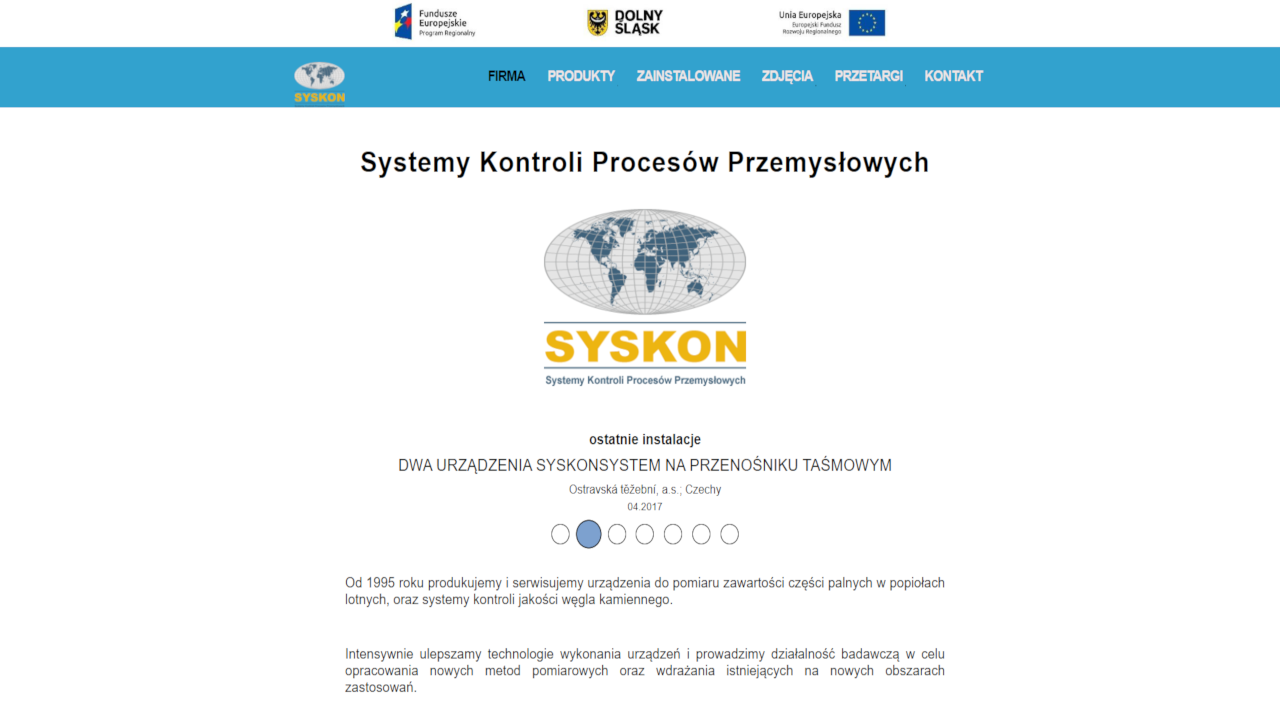 Fundusze
Europejskie
Program Regionalny
DOLNY
ŚLĄSK
Unia Europejska
Europejski Fundusz
Rozwoju Regionalnego
SYSKON
FIRMA PRODUKTY ZAINSTALOWANE ZDJĘCIA PRZETARGI KONTAKT
Systemy Kontroli Procesów Przemysłowych
SYSKON
Systemy Kontroli Procesów Przemysłowych
ostatnie instalacje
DWA URZĄDZENIA SYSKONSYSTEM NA PRZENOŚNIKU TAŚMOWYM
Ostravská těžební, a.s.; Czechy
04.2017
Od 1995 roku produkujemy i serwisujemy urządzenia do pomiaru zawartości części palnych w popiołach
lotnych, oraz systemy kontroli jakości węgla kamiennego.
Intensywnie ulepszamy technologie wykonania urządzeń i prowadzimy działalność badawczą w celu
opracowania nowych metod pomiarowych oraz wdrażania istniejących na nowych obszarach
zastosowań.